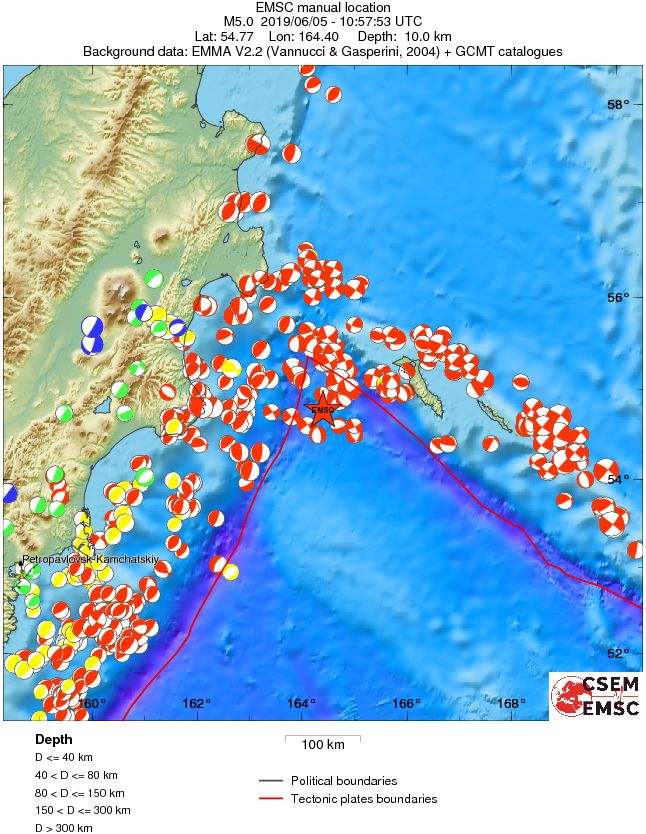 EMSC manual location
M5.0 2019/06/05 - 10:57:53 UTC
Lat: 54.77 Lon: 164.40 Depth: 10.0 km
Background data: EMMA V2.2 (Vannucci & Gasperini, 2004) + GCMT catalogues
58°
56°
EMSC
54°
Petropavlovsk-Kamchatskiy
52°
160° 162° 164° 166° 168°
CSEM
EMSC
Depth
D <= 40 km
40 < D <= 80 km
80 < D <= 150 km
150 < D <= 300 km
D > 300 km
100 km
Political boundaries
Tectonic plates boundaries